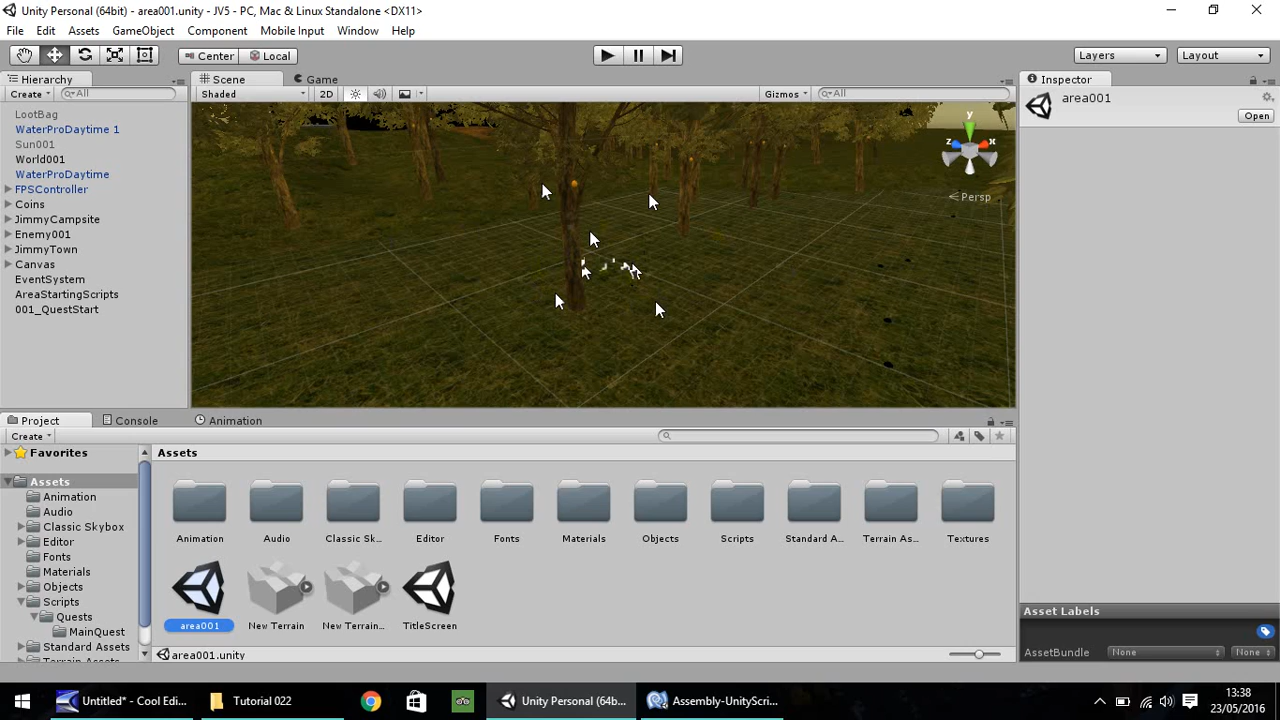 Unity Personal (64bit) - area001.unity - JV5 - PC, Mac & Linux Standalone <DX11>
File Edit Assets GameObject Component Mobile Input Window Help
Center Local Layers Layout
Hierarchy Scene Game Inspector
Create All Shaded 2D Gizmos All
area001
Open
LootBag
WaterProDaytime 1
Sun001
World001
WaterProDaytime
FPSController
Coins
JimmyCampsite
Enemy001
JimmyTown
Canvas
EventSystem
AreaStartingScripts
001_QuestStart
y
z x
Persp
Project Console Animation
Create
Favorites
Assets
Animation
Audio
Classic Skybox
Editor
Fonts
Materials
Objects
Scripts
Quests
MainQuest
Standard Assets
Terrain Assets
Assets
Animation Audio Classic Sk... Editor Fonts Materials Objects Scripts Standard A... Terrain As... Textures
area001 New Terrain New Terrain... TitleScreen
area001.unity
Asset Labels
AssetBundle None None
Untitled* - Cool Edi... Tutorial 022 Unity Personal (64b... Assembly-UnityScri...
13:38
23/05/2016